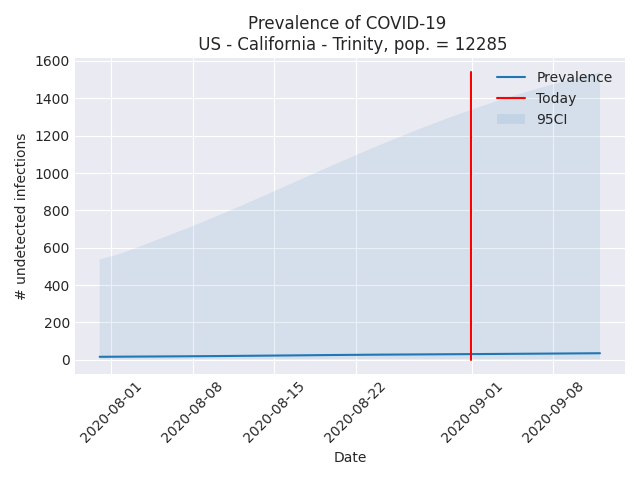 Prevalence of COVID-19
US - California - Trinity, pop. = 12285
1600
1400
1200
1000
800
600
400
200
0
# undetected infections
Prevalence
Today
95CI
2020-08-01
2020-08-08
2020-08-15
2020-08-22
2020-09-01
2020-09-08
Date